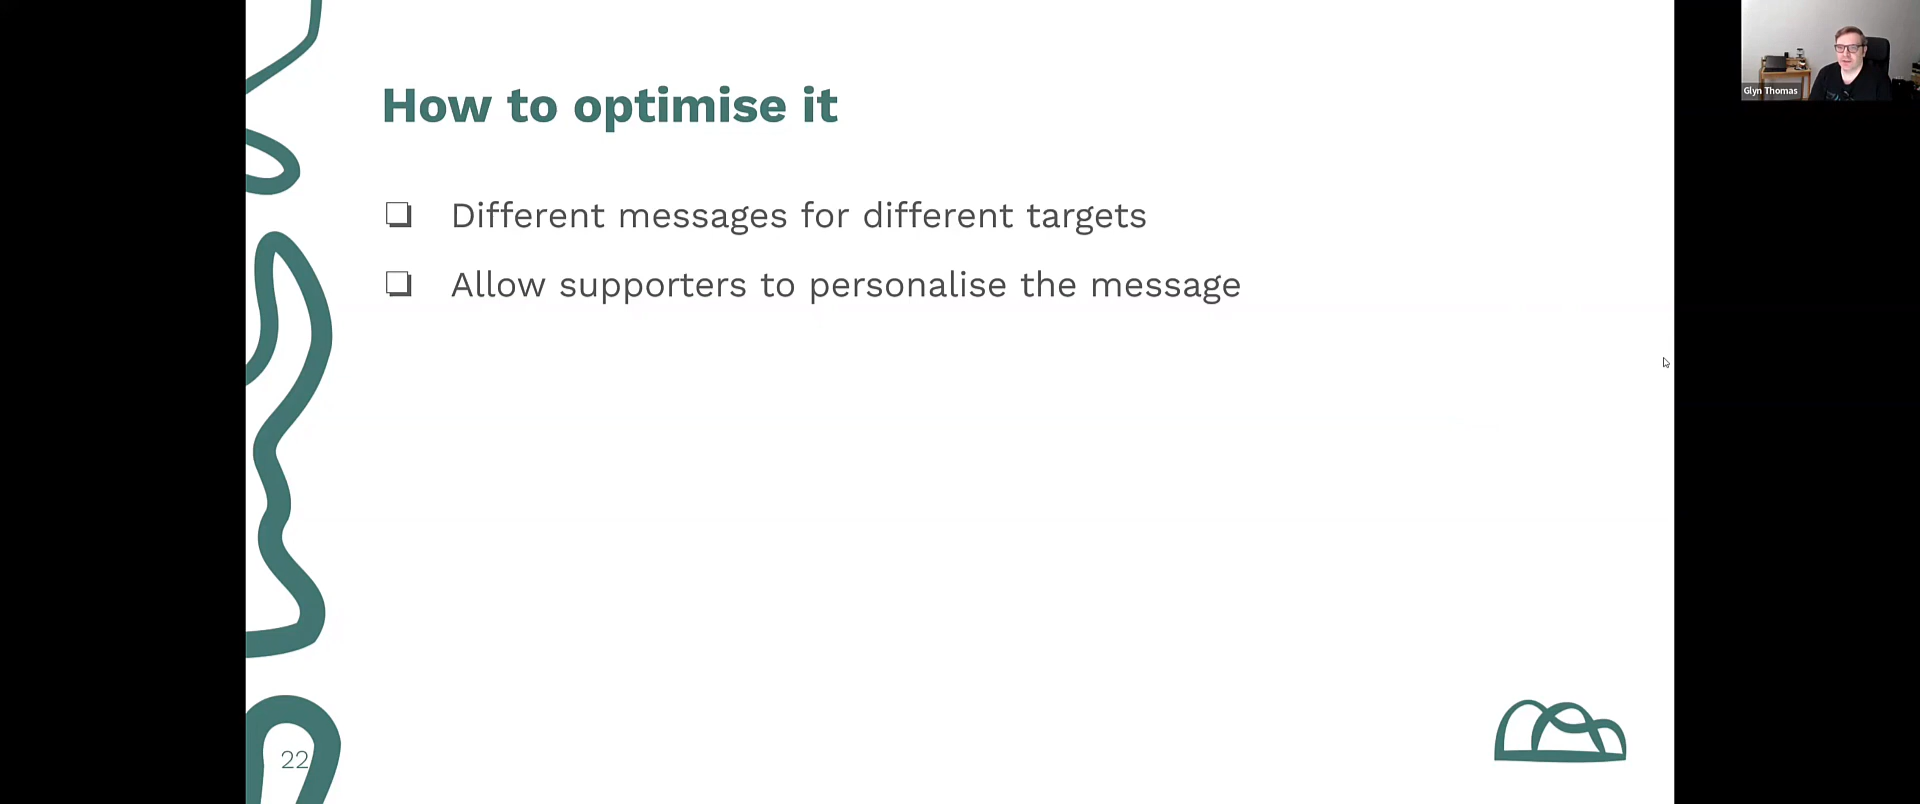 How to optimise it
❏ Different messages for different targets
❏ Allow supporters to personalise the message
22
Glyn Thomas